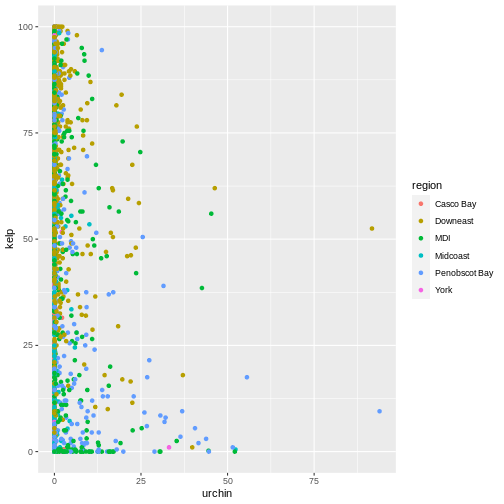 100
75
50
25
0
kelp
0
25
50
75
urchin
region
Casco Bay
Downeast
MDI
Midcoast
Penobscot Bay
York